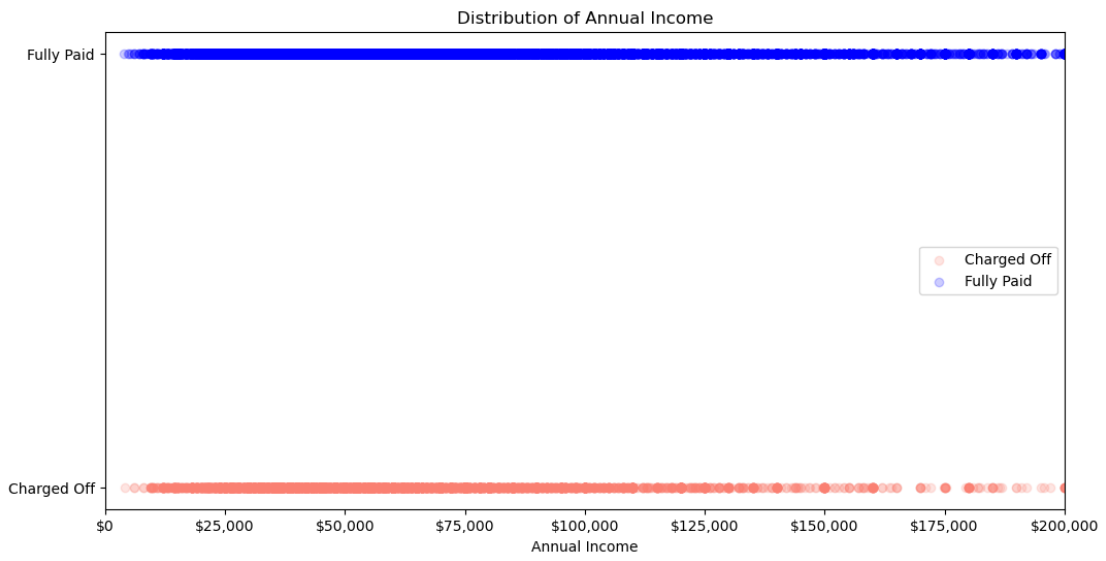 Distribution of Annual Income
Fully Paid
Charged Off
Fully Paid
Charged Off
$0 $25,000 $50,000 $75,000 $100,000 $125,000 $150,000 $175,000 $200,000
Annual Income